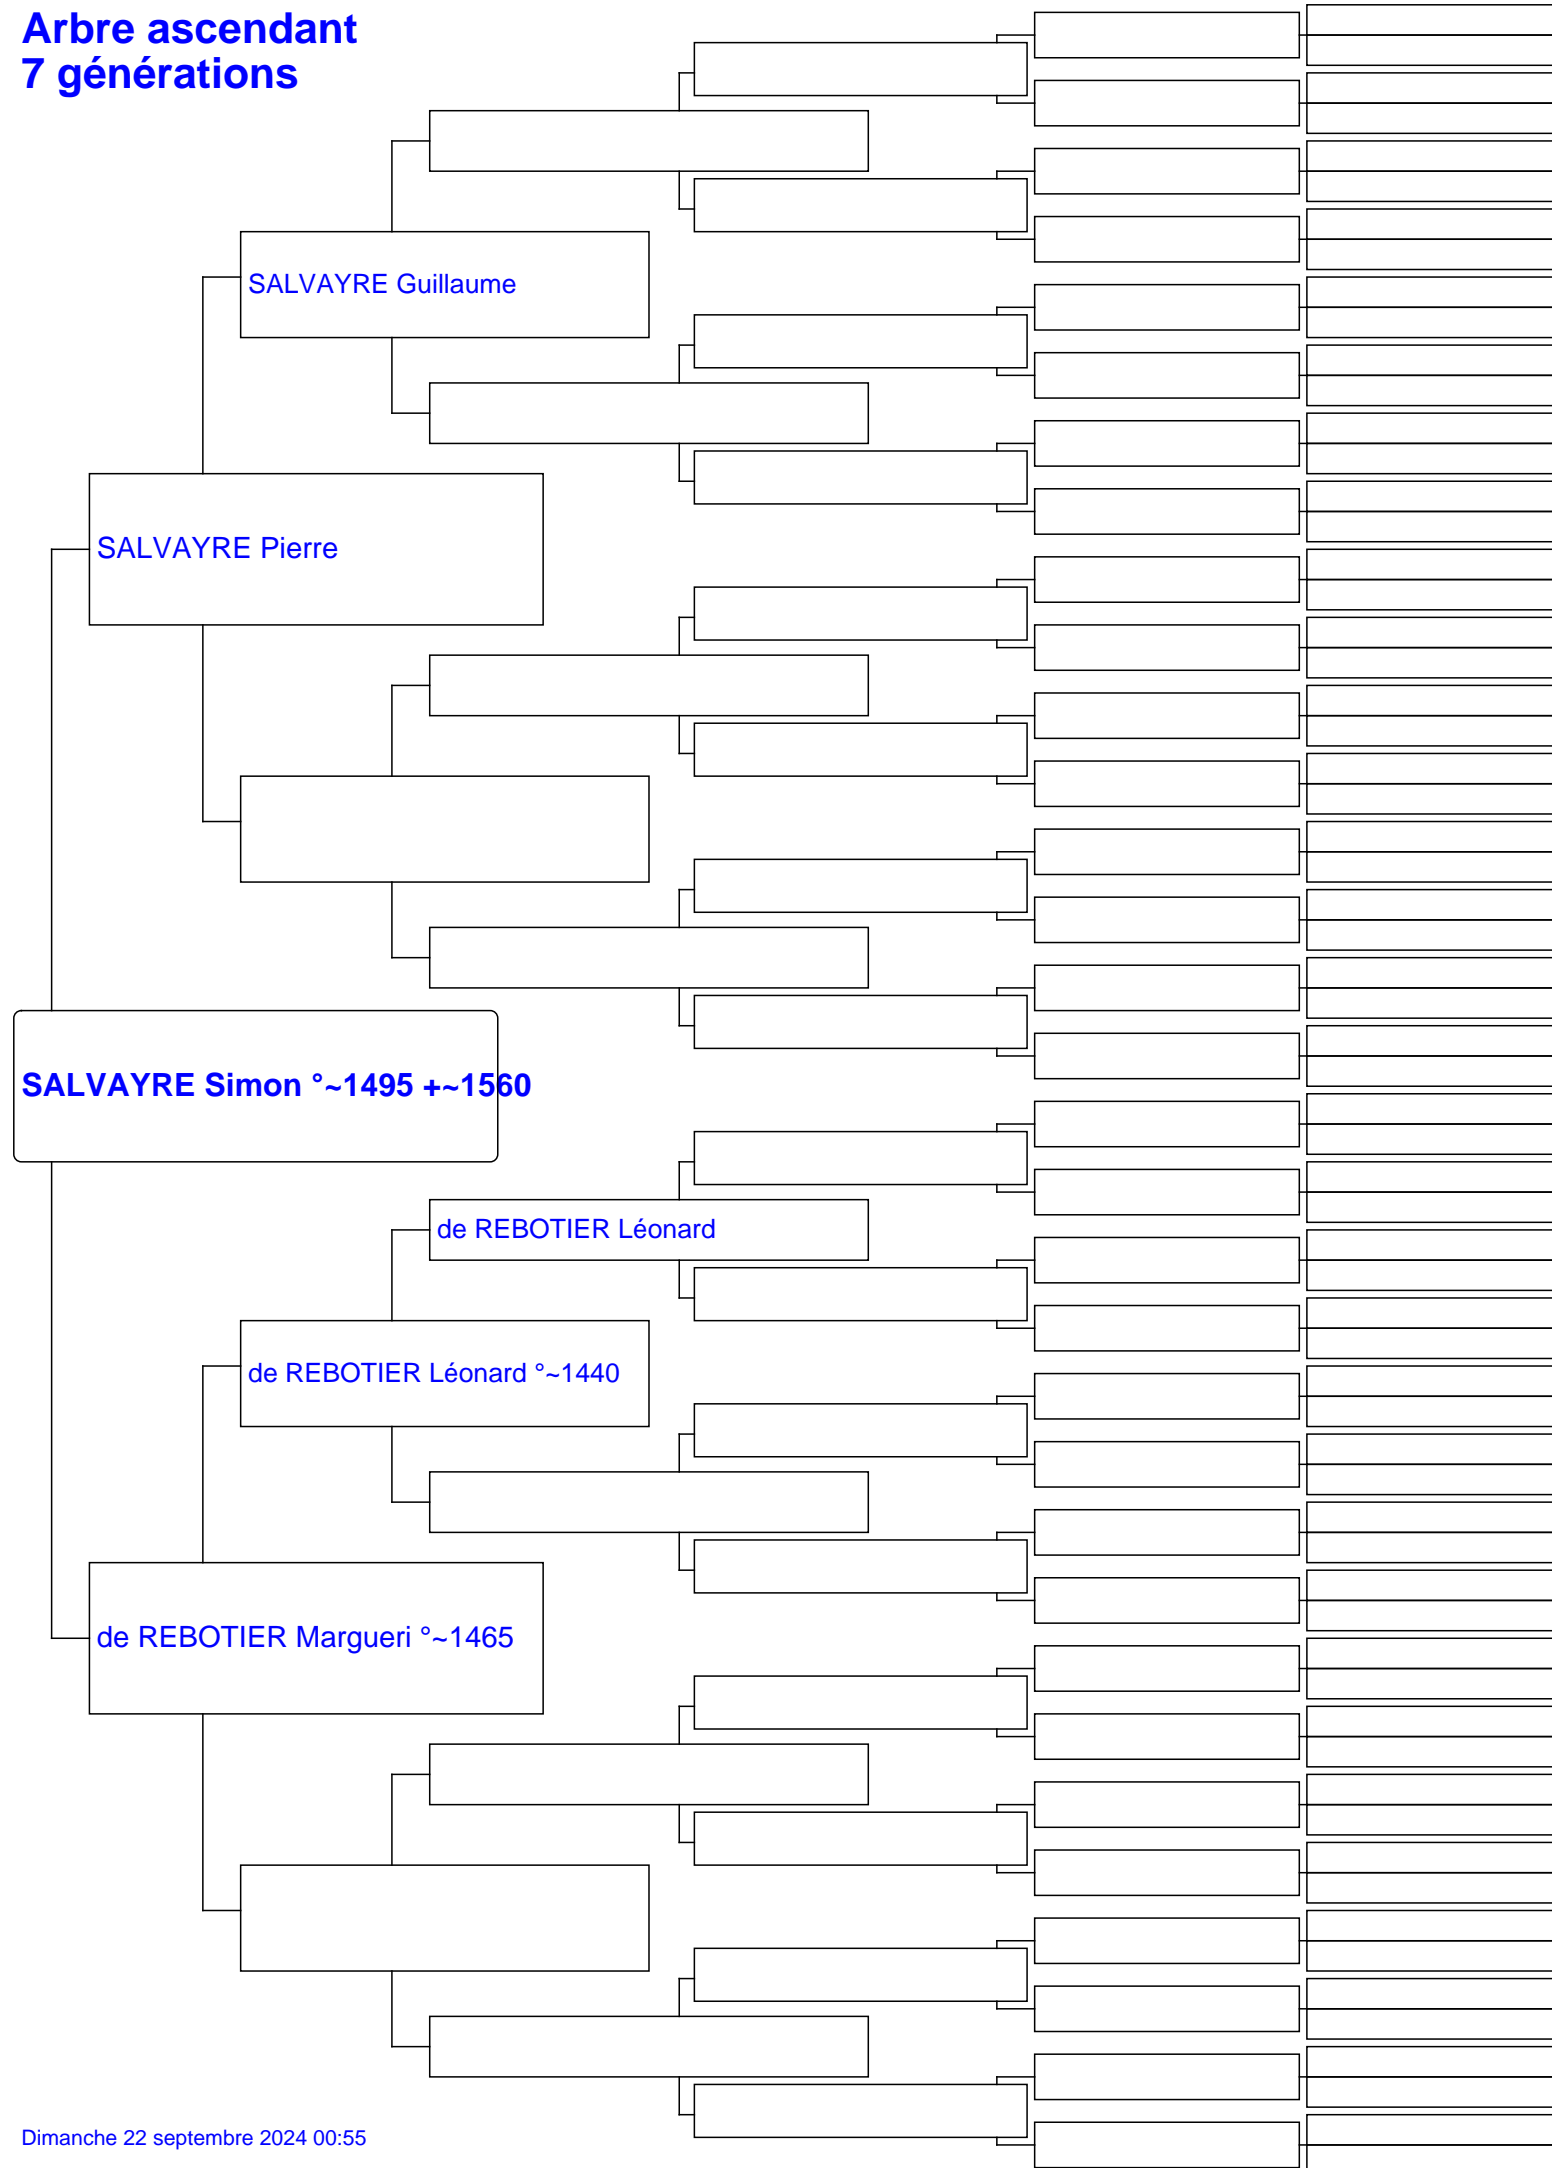 Arbre ascendant
7 générations
SALVAYRE Guillaume
SALVAYRE Pierre
SALVAYRE Simon °~1495 +~1560
de REBOTIER Léonard
de REBOTIER Léonard °~1440
de REBOTIER Margueri °~1465
Dimanche 22 septembre 2024 00:55